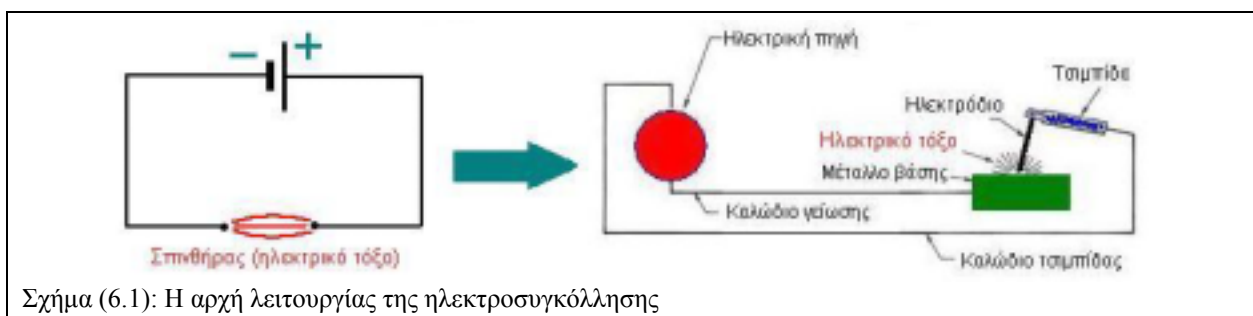 − +
Σπινθήρας (ηλεκτρικό τόξο)
Ηλεκτρική πηγή
Τσιμπίδα
Ηλεκτρόδιο
Ηλεκτρικό τόξο
Μέταλλο βάσης
Καλώδιο γείωσης
Καλώδιο τσιμπίδας
Σχήμα (6.1): Η αρχή λειτουργίας της ηλεκτροσυγκόλλησης